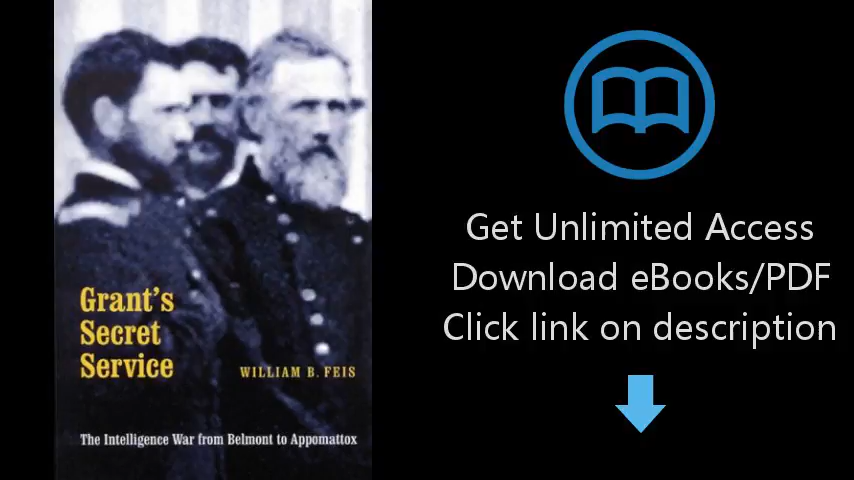 Grant's
Secret
Service
WILLIAM B. FEIS
The Intelligence War from Belmont to Appomattox
Get Unlimited Access
Download eBooks/PDF
Click link on description